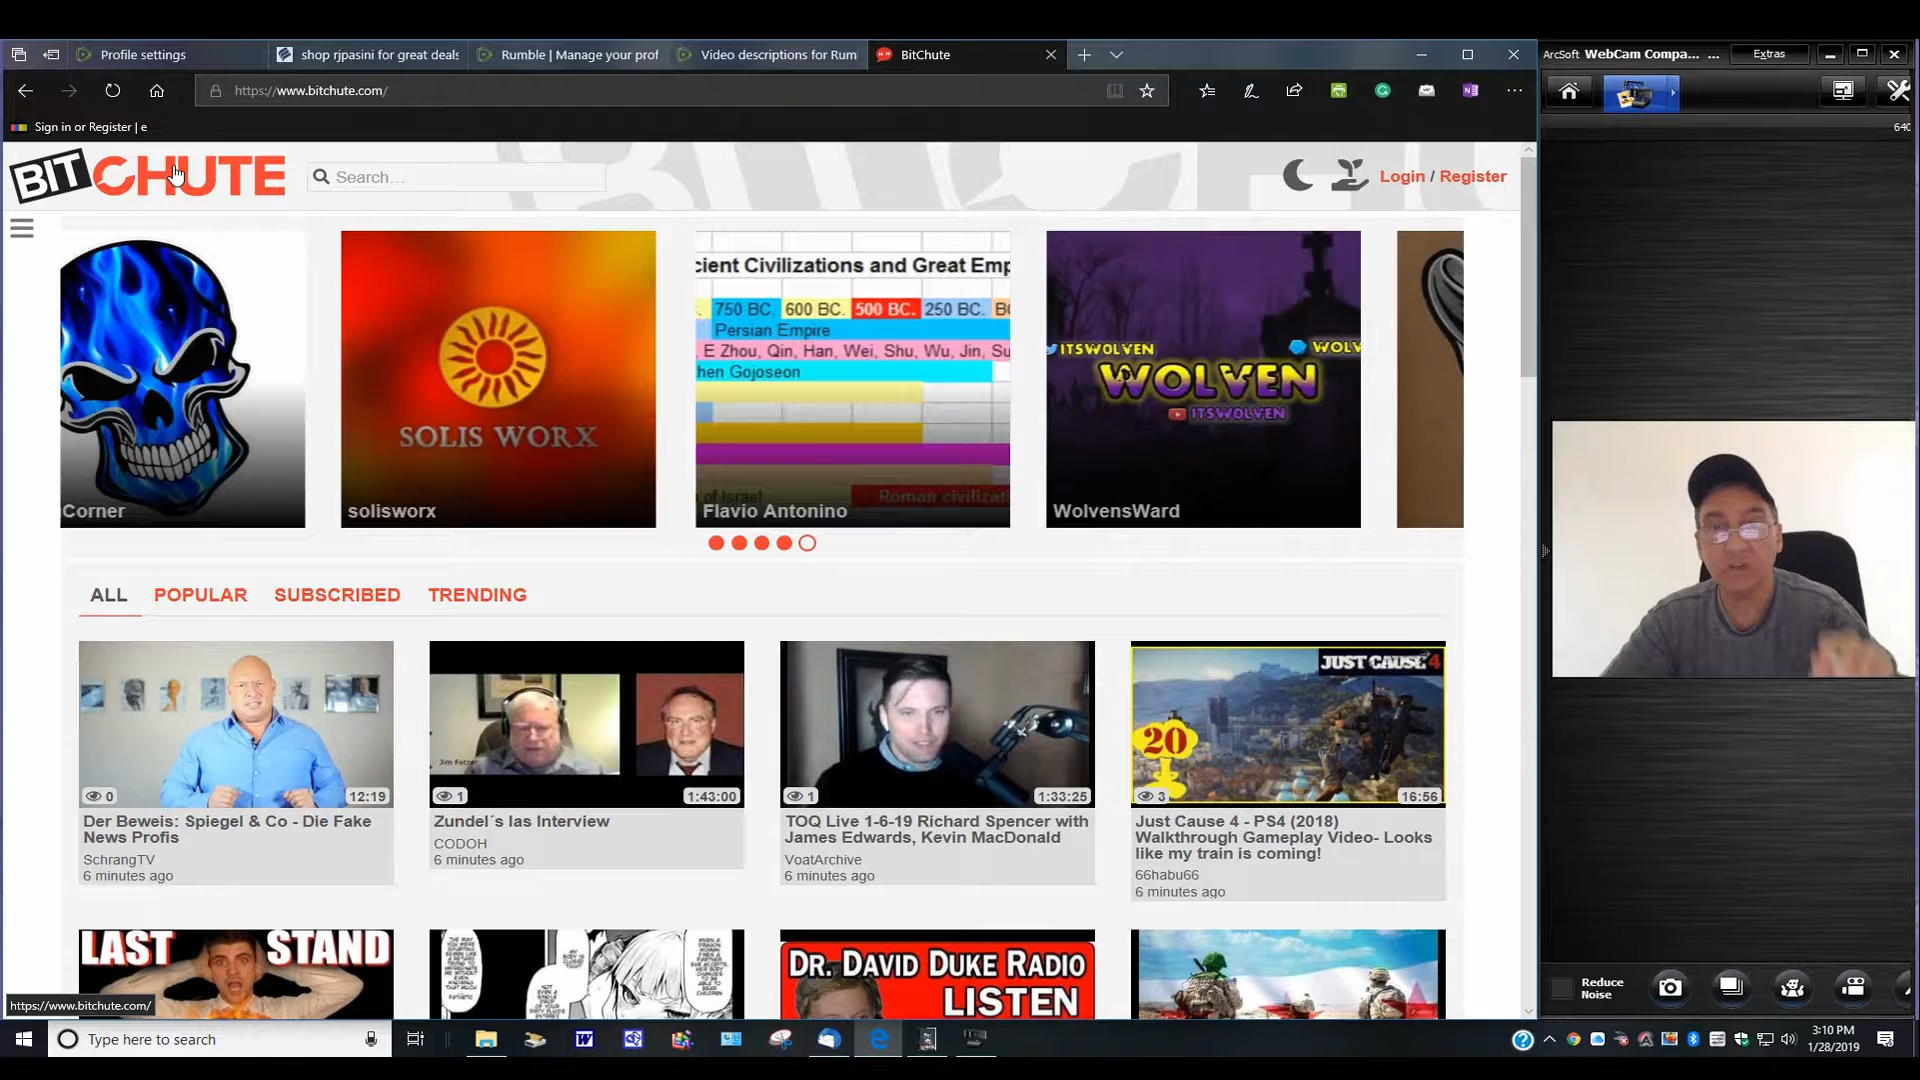 Profile settings
shop rjpasini for great deals
Rumble | Manage your prof
Video descriptions for Rum
BitChute
ArcSoft WebCam Compa... ...
Extras
https://www.bitchute.com/
Sign in or Register | e
640
BITCHUTE
Search...
Login / Register
Corner
SOLIS WORX
solisworx
cient Civilizations and Great Emp
750 BC. 600 BC. 500 BC. 250 BC. B
Persian Empire
, E Zhou, Qin, Han, Wei, Shu, Wu, Jin, Su
hen Gojoseon
of Israel
Roman civilizati
Flavio Antonino
ITSWOLVEN
WOLV
WOLVEN
ITSWOLVEN
WolvensWard
ALL POPULAR SUBSCRIBED TRENDING
0 12:19
Der Beweis: Spiegel & Co - Die Fake
News Profis
SchrangTV
6 minutes ago
Jim Fetzer
1 1:43:00
Zundel´s las Interview
CODOH
6 minutes ago
1 1:33:25
TOQ Live 1-6-19 Richard Spencer with
James Edwards, Kevin MacDonald
VoatArchive
6 minutes ago
JUST CAUSE 4
20
3 16:56
Just Cause 4 - PS4 (2018)
Walkthrough Gameplay Video- Looks
like my train is coming!
66habu66
6 minutes ago
LAST STAND
DR. DAVID DUKE RADIO
LISTEN
https://www.bitchute.com/
Reduce
Noise
Type here to search
3:10 PM
1/28/2019